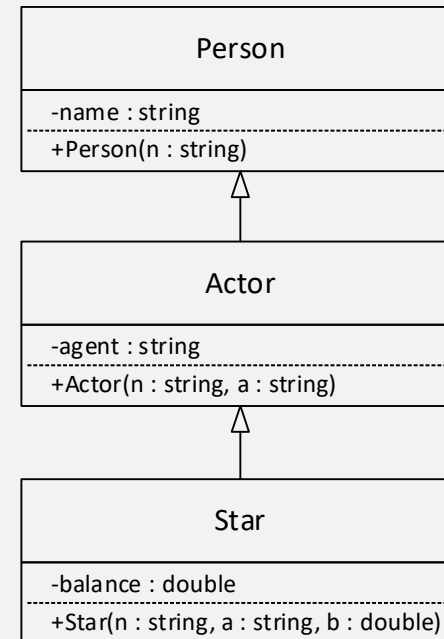 Person
-name : string
+Person(n : string)
Actor
-agent : string
+Actor(n : string, a : string)
Star
-balance : double
+Star(n : string, a : string, b : double)